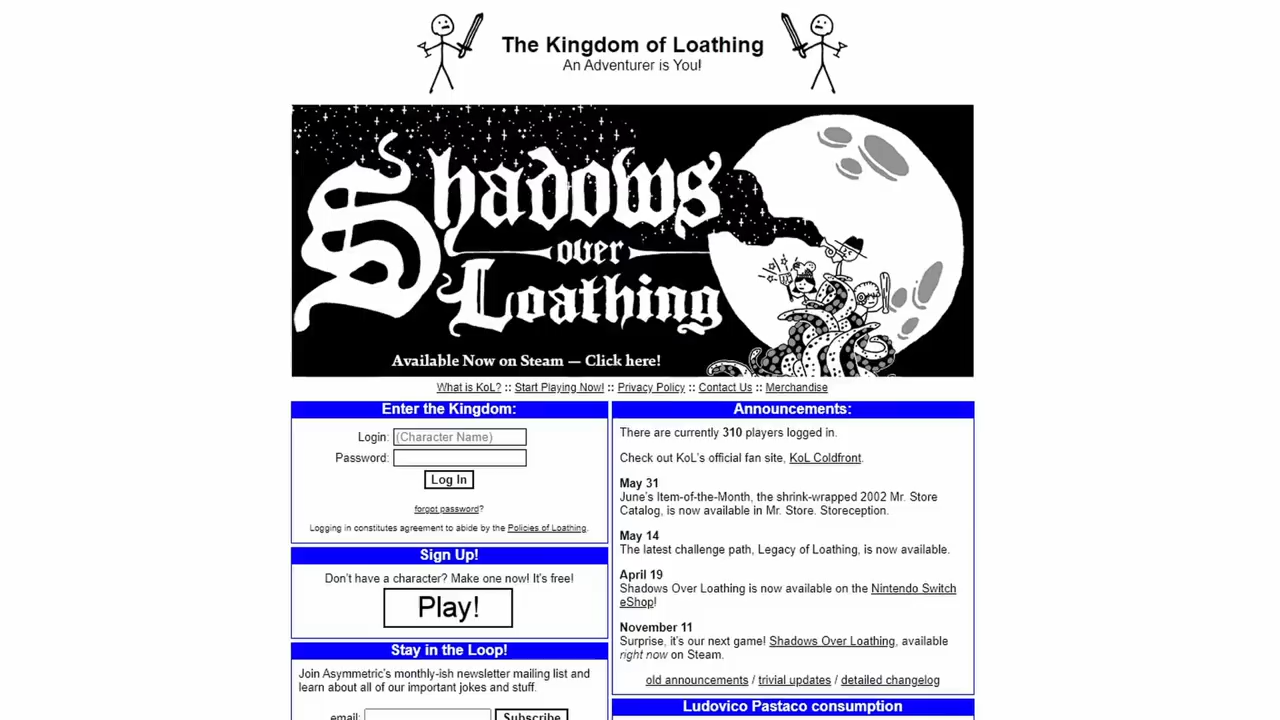 The Kingdom of Loathing
An Adventurer is You!
Shadows
over
Loathing
Available Now on Steam — Click here!
What is KoL? :: Start Playing Now! :: Privacy Policy :: Contact Us :: Merchandise
Enter the Kingdom:
Login: (Character Name)
Password:
Log In
forgot password?
Logging in constitutes agreement to abide by the Policies of Loathing.
Sign Up!
Don't have a character? Make one now! It's free!
Play!
Stay in the Loop!
Join Asymmetric's monthly-ish newsletter mailing list and
learn about all of our important jokes and stuff.
email: Subscribe
Announcements:
There are currently 310 players logged in.
Check out KoL's official fan site, KoL Coldfront.
May 31
June's Item-of-the-Month, the shrink-wrapped 2002 Mr. Store
Catalog, is now available in Mr. Store. Storeception.
May 14
The latest challenge path, Legacy of Loathing, is now available.
April 19
Shadows Over Loathing is now available on the Nintendo Switch
eShop!
November 11
Surprise, it's our next game! Shadows Over Loathing, available
right now on Steam.
old announcements / trivial updates / detailed changelog
Ludovico Pastaco consumption